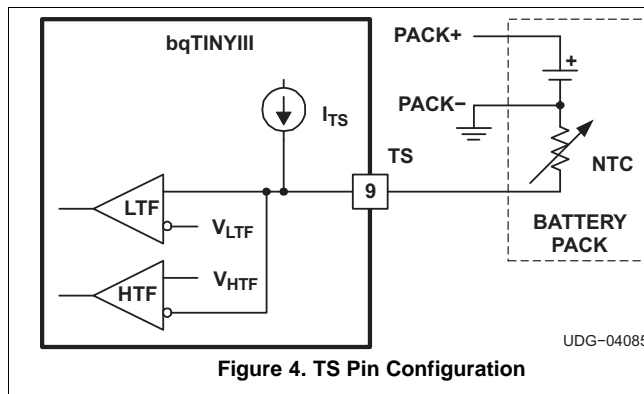 bqTINYIII
PACK+
+
PACK−
I_TS
TS
NTC
9
LTF
V_LTF
BATTERY
PACK
HTF
V_HTF
UDG−04085
Figure 4. TS Pin Configuration